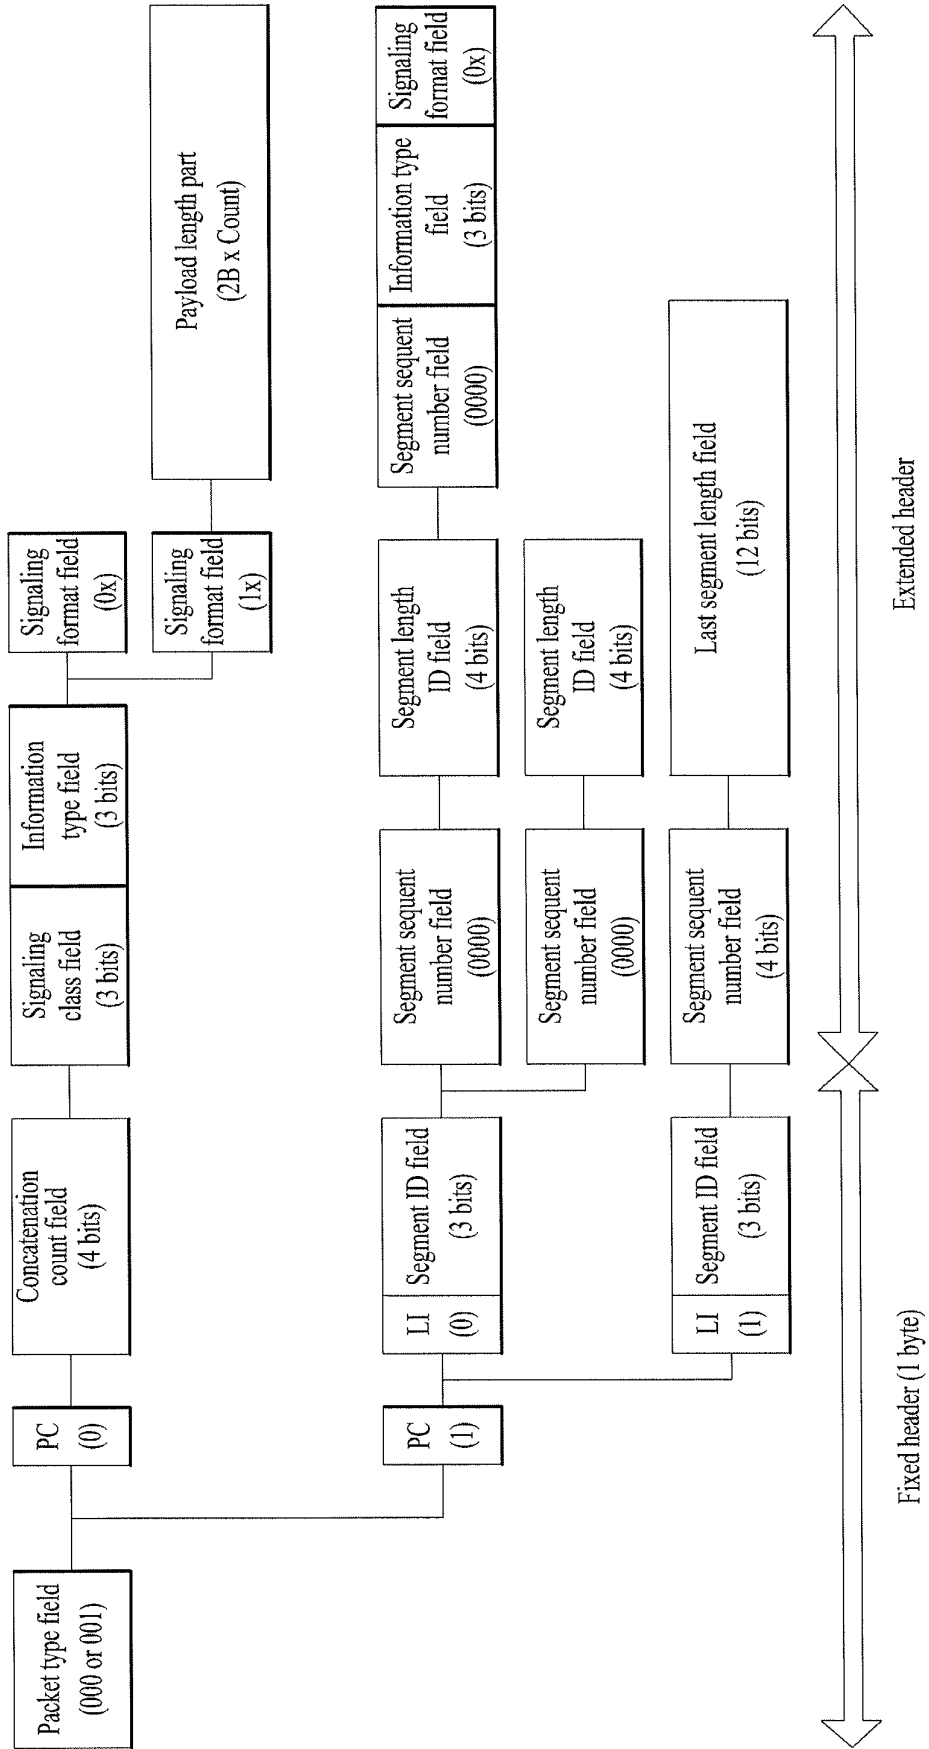 Packet type field
(000 or 001)
PC
(0)
Concatenation
count field
(4 bits)
Signaling
class field
(3 bits)
Information
type field
(3 bits)
Signaling
format field
(0x)
Signaling
format field
(1x)
Payload length part
(2B x Count)
PC
(1)
LI
(0)
Segment ID field
(3 bits)
Segment sequent
number field
(0000)
Segment length
ID field
(4 bits)
Segment sequent
number field
(0000)
Information type
field
(3 bits)
Signaling
format field
(0x)
Segment sequent
number field
(0000)
Segment length
ID field
(4 bits)
LI
(1)
Segment ID field
(3 bits)
Segment sequent
number field
(4 bits)
Last segment length field
(12 bits)
Fixed header (1 byte)
Extended header